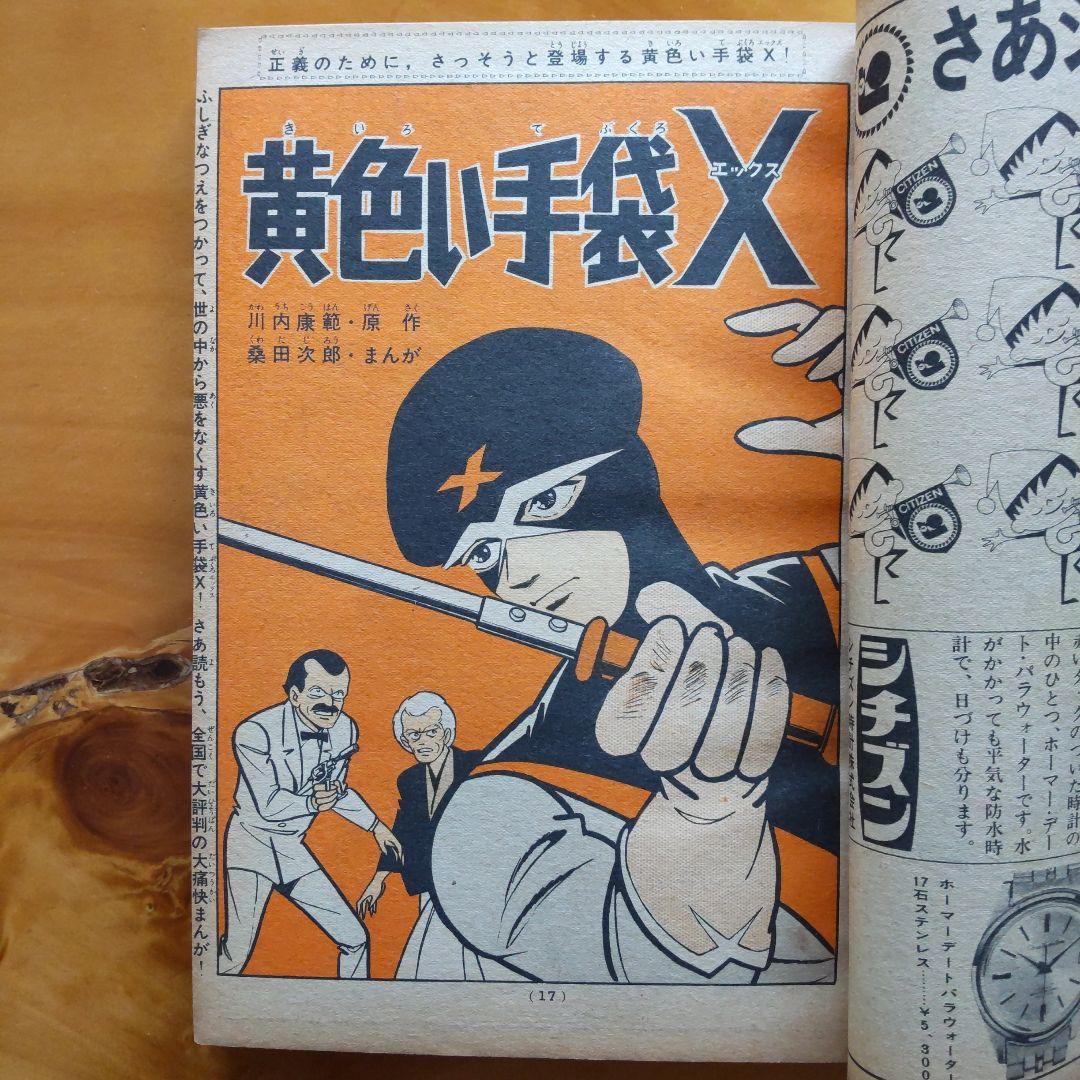 正義のために，さっそうと登場する黄色い手袋X！
黄色い手袋X
エックス
川内康範・原作
桑田次郎・まんが
ふしぎなつえをつかって、世の中から悪をなくす黄色い手袋X！さあ読もう、全国で大評判の大痛快まんが！
(17)
さあ
CITIZEN
CITIZEN
CITIZEN
シチズン
中のひとつ、ホーマー・デー
ト・パラウォーターです。水
がかかっても平気な防水時
計で、日づけも分ります。
ホーマーデートパラウォーター
17石ステンレス………¥5,300